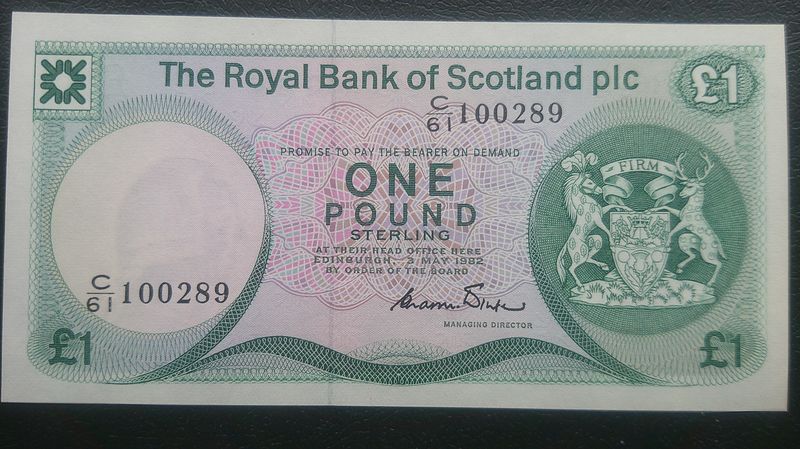 The Royal Bank of Scotland plc
£1
C/61 100289
PROMISE TO PAY THE BEARER ON DEMAND
ONE
POUND
STERLING
AT THEIR HEAD OFFICE HERE
EDINBURGH, 3 MAY 1982
BY ORDER OF THE BOARD
FIRM
C/61 100289
MANAGING DIRECTOR
£1
£1